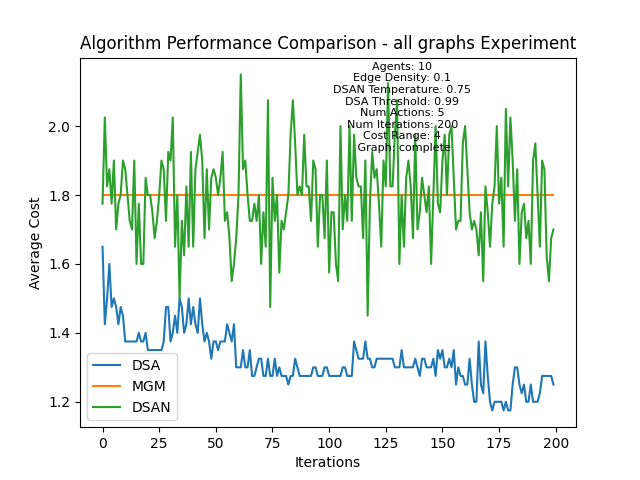 Algorithm Performance Comparison - all graphs Experiment
Agents: 10
Edge Density: 0.1
DSAN Temperature: 0.75
DSA Threshold: 0.99
Num Actions: 5
Num Iterations: 200
Cost Range: 4
Graph: complete
Average Cost
2.0
1.8
1.6
1.4
1.2
DSA
MGM
DSAN
0
25
50
75
100
125
150
175
200
Iterations